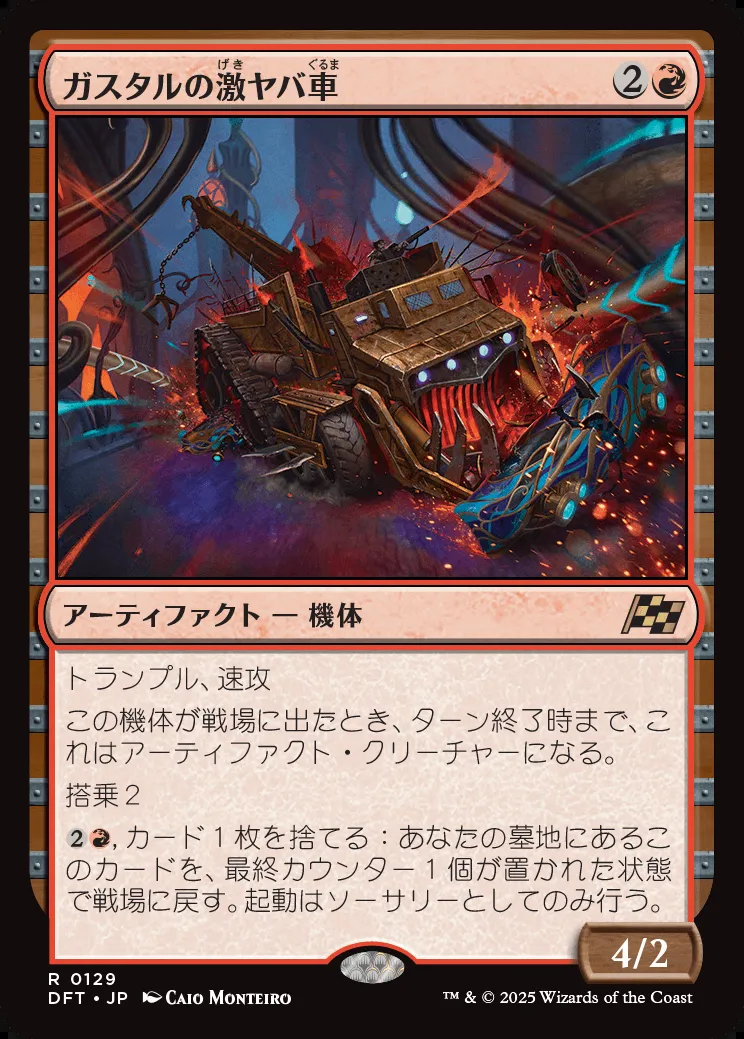 ガスタルの激ヤバ車
げき ぐるま
2
アーティファクト — 機体
トランプル、速攻
この機体が戦場に出たとき、ターン終了時まで、こ
れはアーティファクト・クリーチャーになる。
搭乗2
2, カード1枚を捨てる：あなたの墓地にあるこ
のカードを、最終カウンター1個が置かれた状態
で戦場に戻す。起動はソーサリーとしてのみ行う。
4/2
R 0129
DFT • JP CAIO MONTEIRO
™ & © 2025 Wizards of the Coast